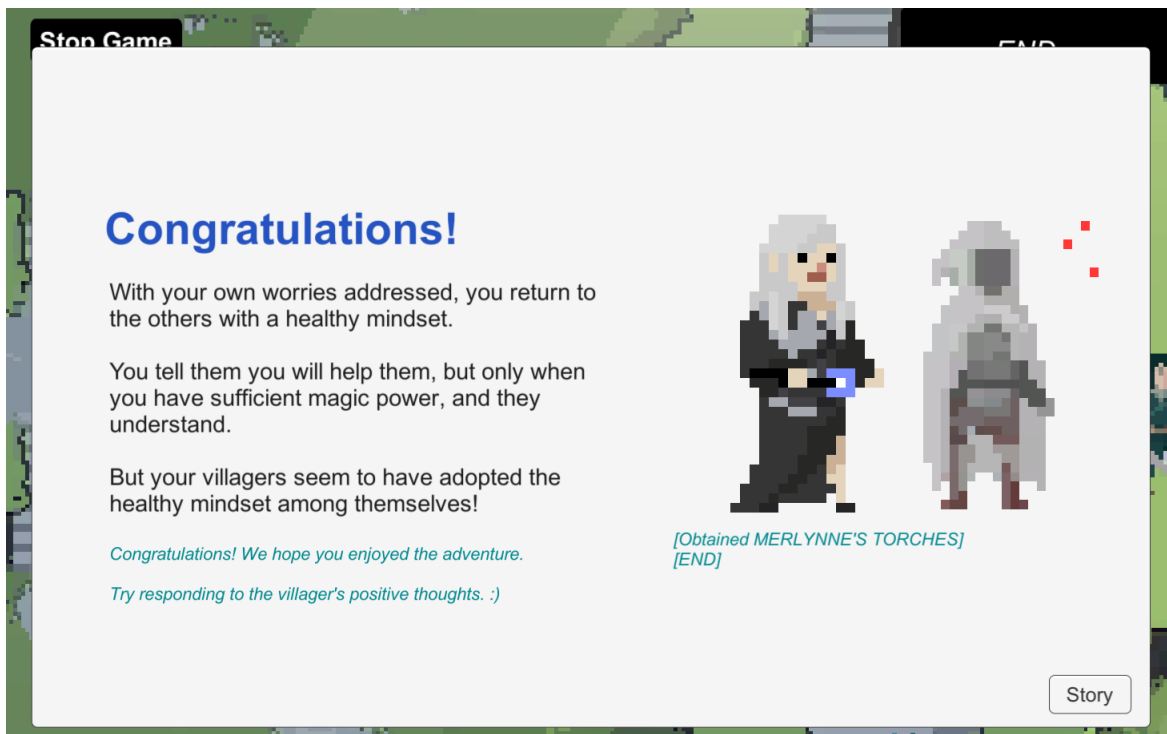 Stop Game
END
Congratulations!
With your own worries addressed, you return to
the others with a healthy mindset.
You tell them you will help them, but only when
you have sufficient magic power, and they
understand.
But your villagers seem to have adopted the
healthy mindset among themselves!
Congratulations! We hope you enjoyed the adventure.
Try responding to the villager's positive thoughts. :)
[Obtained MERLYNNE'S TORCHES]
[END]
Story